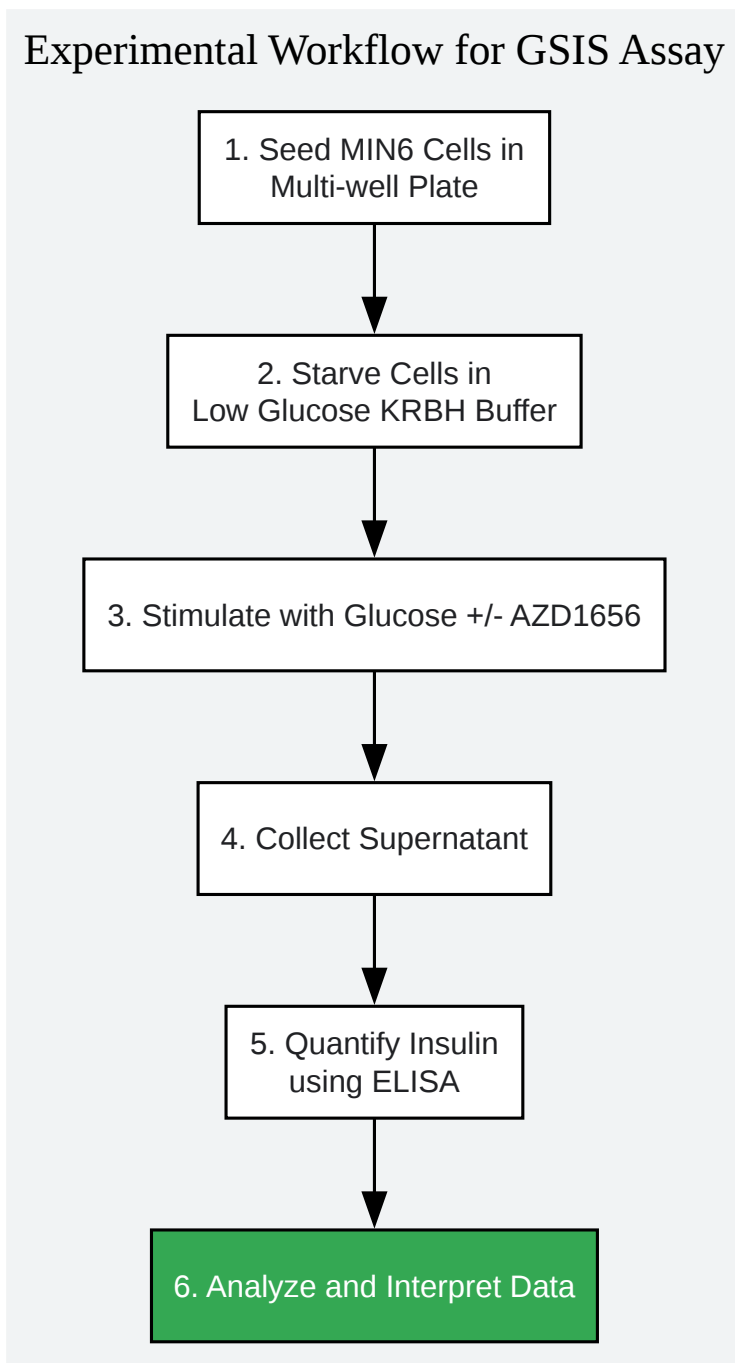 Experimental Workflow for GSIS Assay
1. Seed MIN6 Cells in
Multi-well Plate
2. Starve Cells in
Low Glucose KRBH Buffer
3. Stimulate with Glucose +/- AZD1656
4. Collect Supernatant
5. Quantify Insulin
using ELISA
6. Analyze and Interpret Data